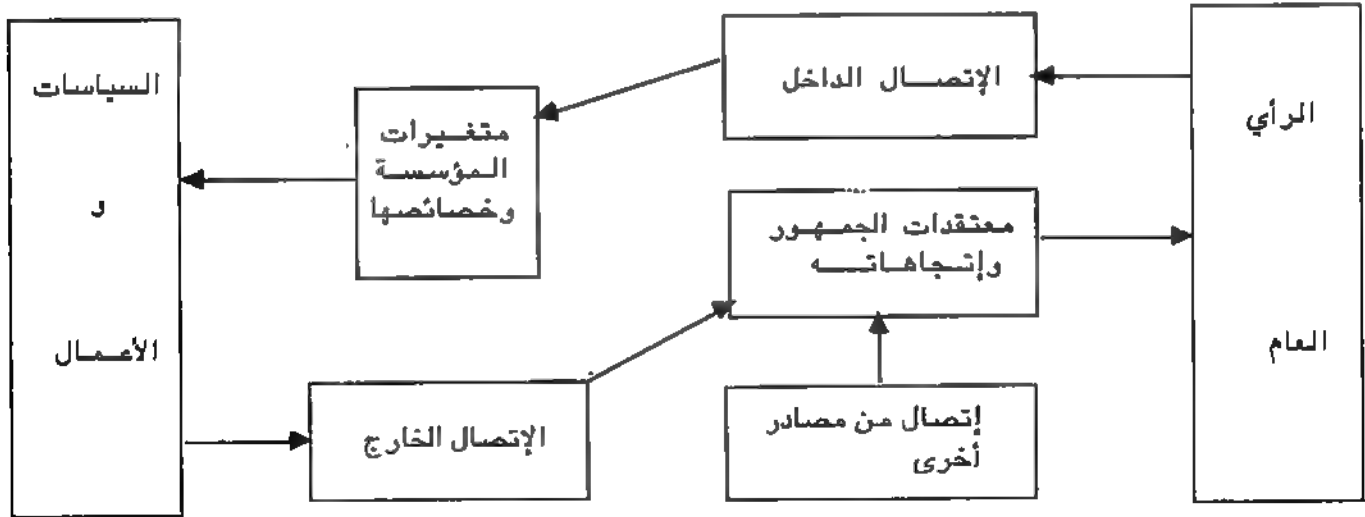 الرأي
العام
الإتصال الداخل
متغيرات
المؤسسة
وخصائصها
السياسات
و
الأعمال
معتقدات الجمهور
وإتجاهاته
الإتصال الخارج
إتصال من مصادر
أخرى